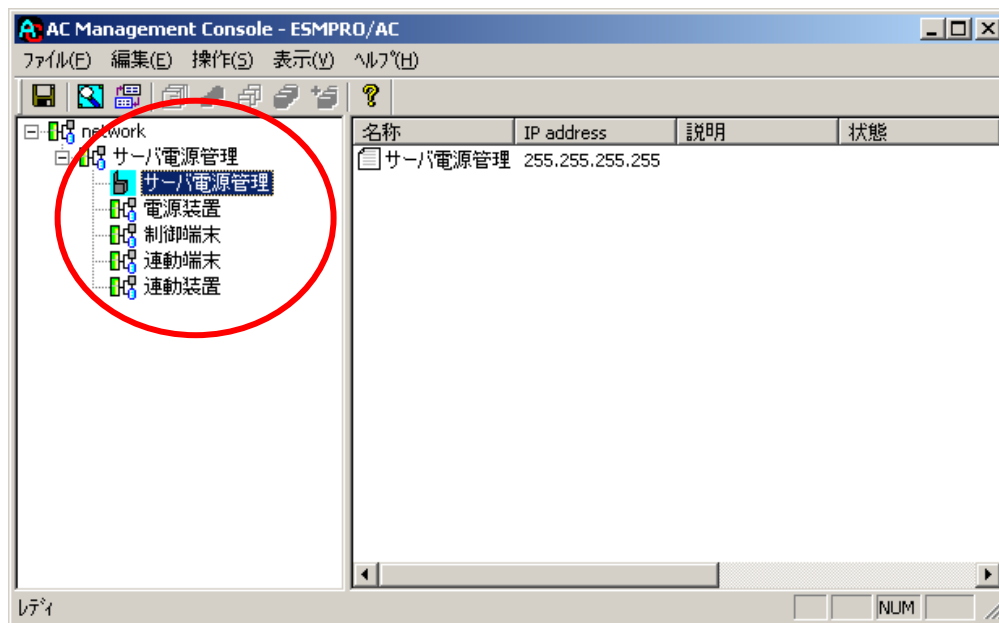 AC Management Console - ESMPRO/AC
ﾌｧｲﾙ(F) 編集(E) 操作(S) 表示(V) ﾍﾙﾌﾟ(H)
network
サーバ電源管理
サーバ電源管理
電源装置
制御端末
連動端末
連動装置
名称 IP address 説明 状態
サーバ電源管理 255.255.255.255
ﾚﾃﾞｨ NUM